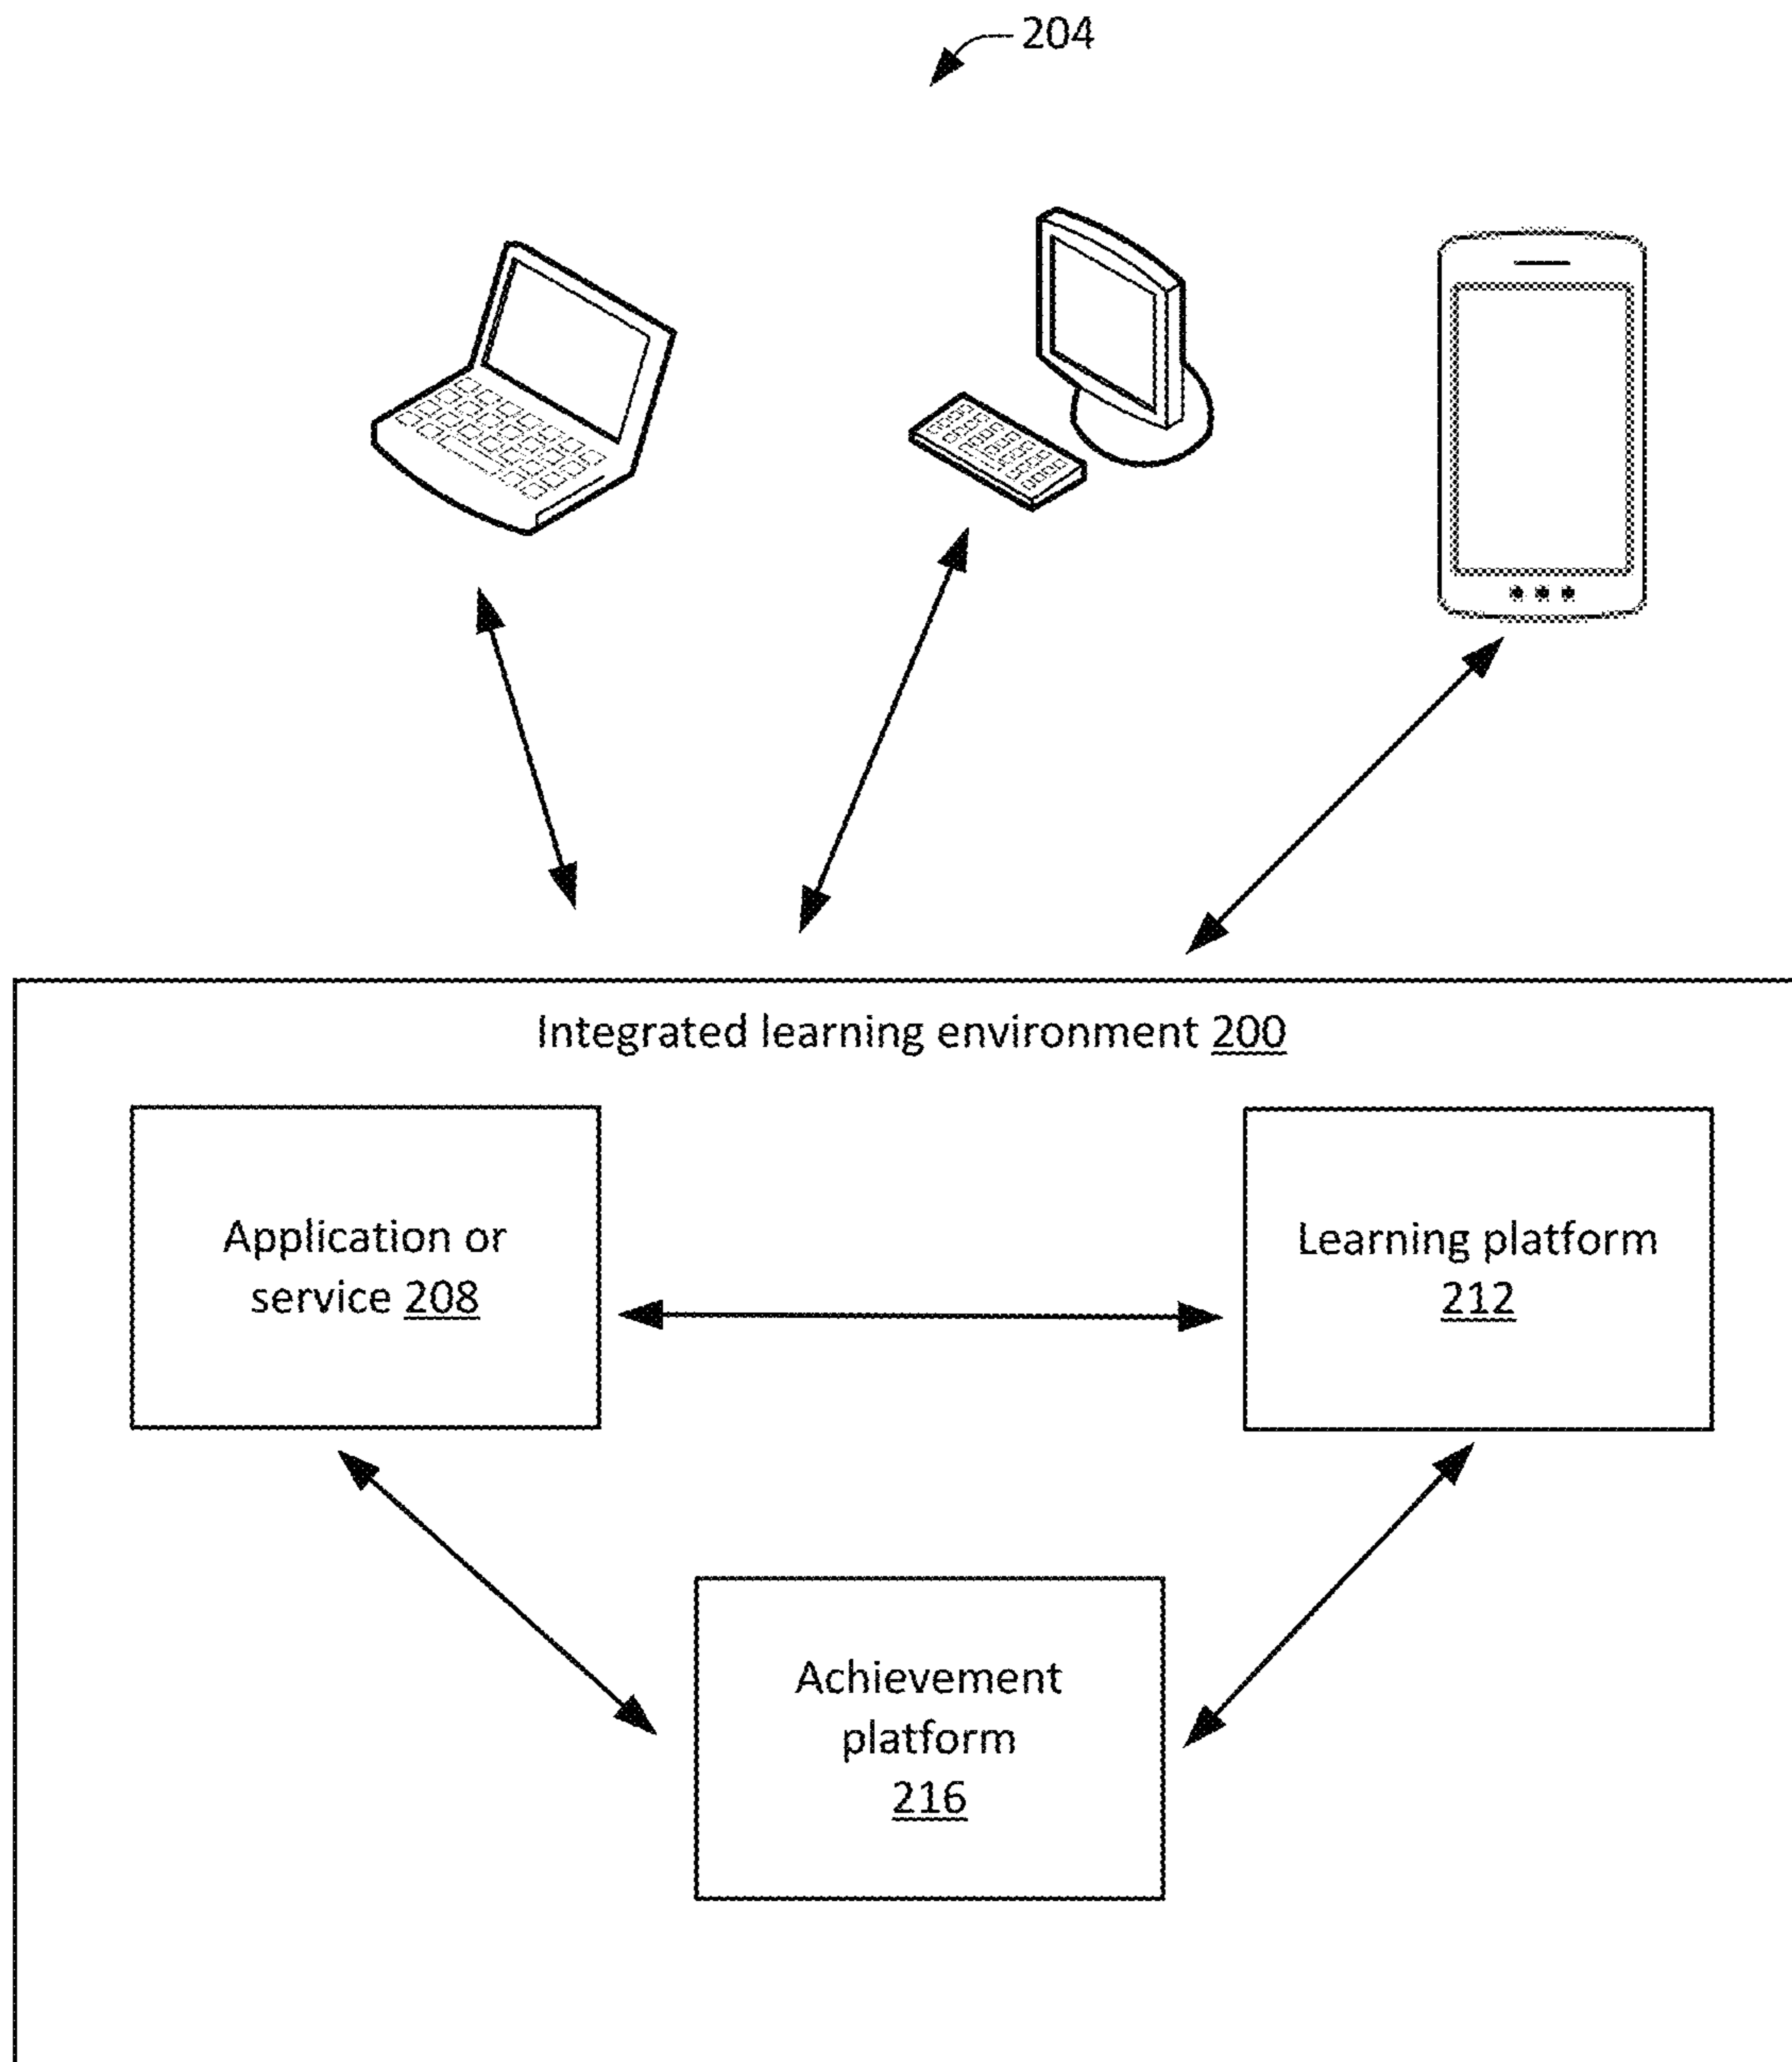 204
Integrated learning environment 200
Application or
service 208
Learning platform
212
Achievement
platform
216